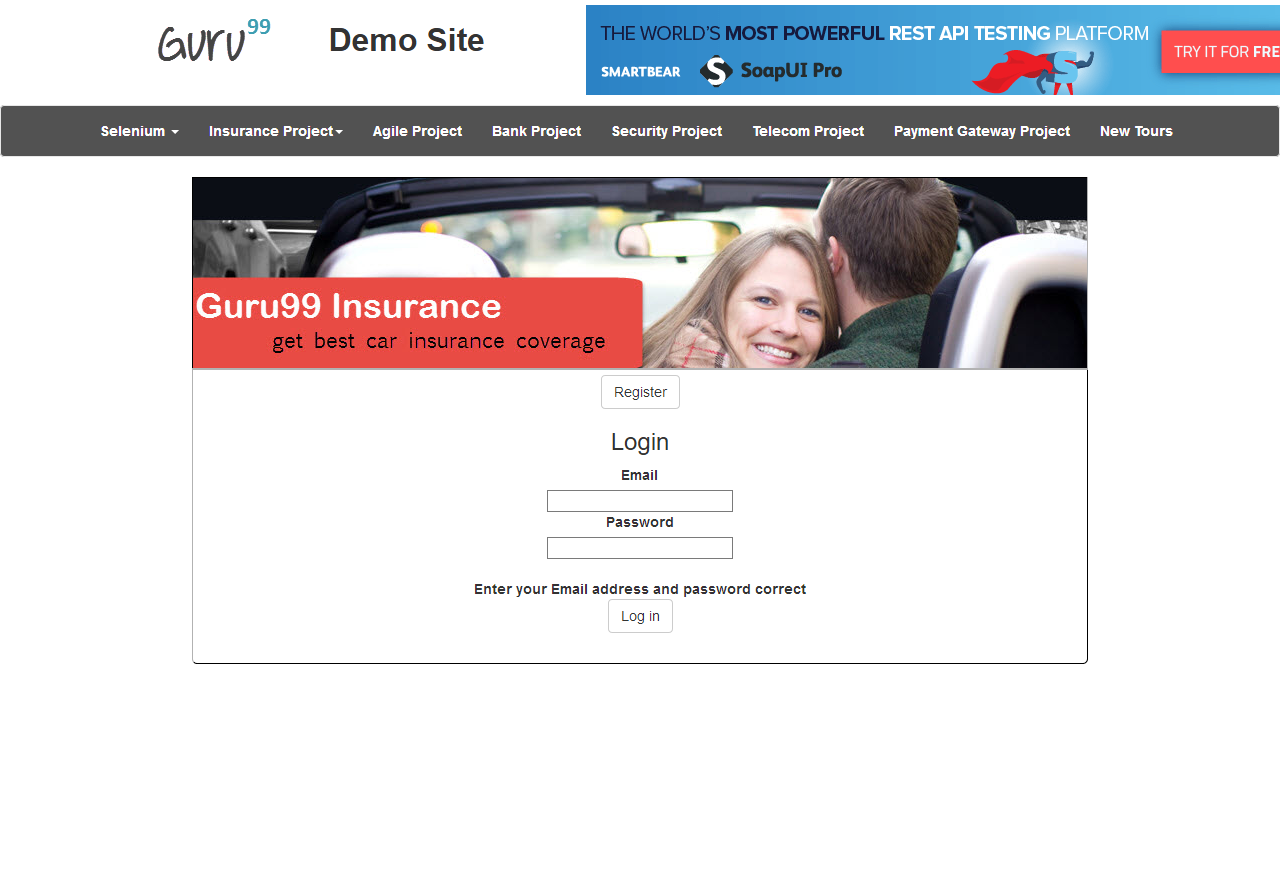 Guru99
Demo Site
THE WORLD'S MOST POWERFUL REST API TESTING PLATFORM
SMARTBEAR
S SoapUI Pro
S
TRY IT FOR FRE
Selenium
Insurance Project
Agile Project
Bank Project
Security Project
Telecom Project
Payment Gateway Project
New Tours
Guru99 Insurance
get best car insurance coverage
Register
Login
Email
Password
Enter your Email address and password correct
Log in